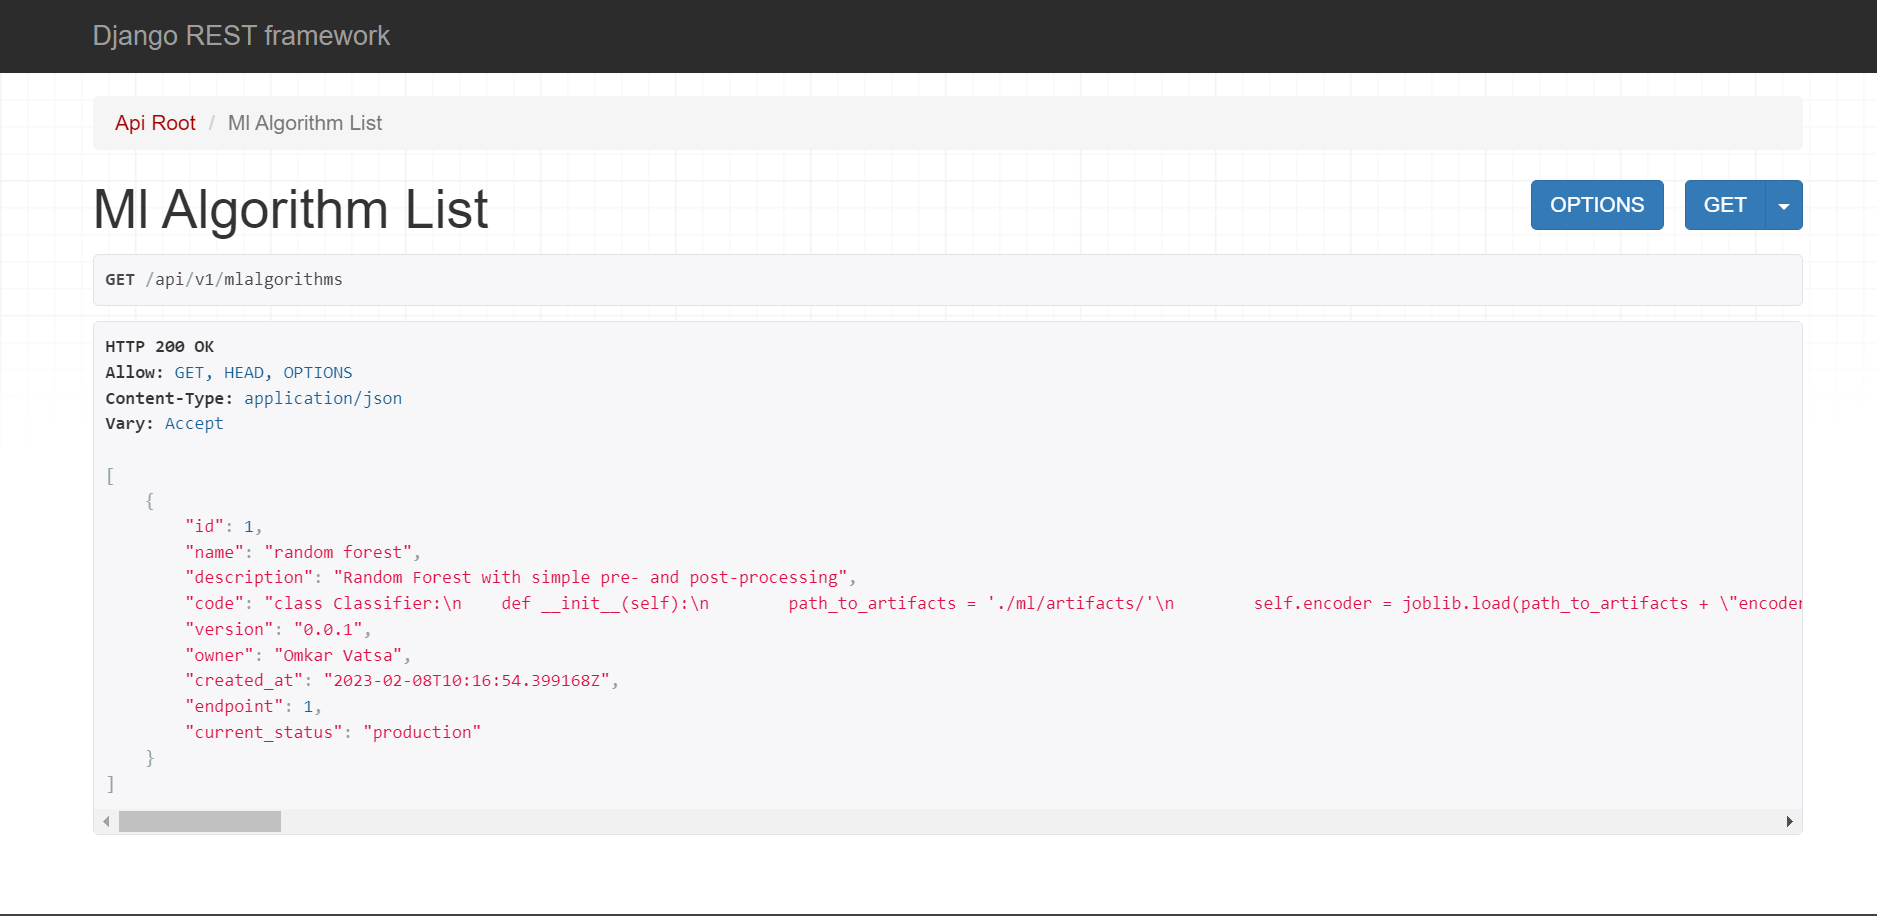 Django REST framework
Api Root / Ml Algorithm List
Ml Algorithm List
OPTIONS GET
GET /api/v1/mlalgorithms
HTTP 200 OK
Allow: GET, HEAD, OPTIONS
Content-Type: application/json
Vary: Accept
[
    {
        "id": 1,
        "name": "random forest",
        "description": "Random Forest with simple pre- and post-processing",
        "code": "class Classifier:\n    def __init__(self):\n        path_to_artifacts = './ml/artifacts/'\n        self.encoder = joblib.load(path_to_artifacts + \"encoder
        "version": "0.0.1",
        "owner": "Omkar Vatsa",
        "created_at": "2023-02-08T10:16:54.399168Z",
        "endpoint": 1,
        "current_status": "production"
    }
]